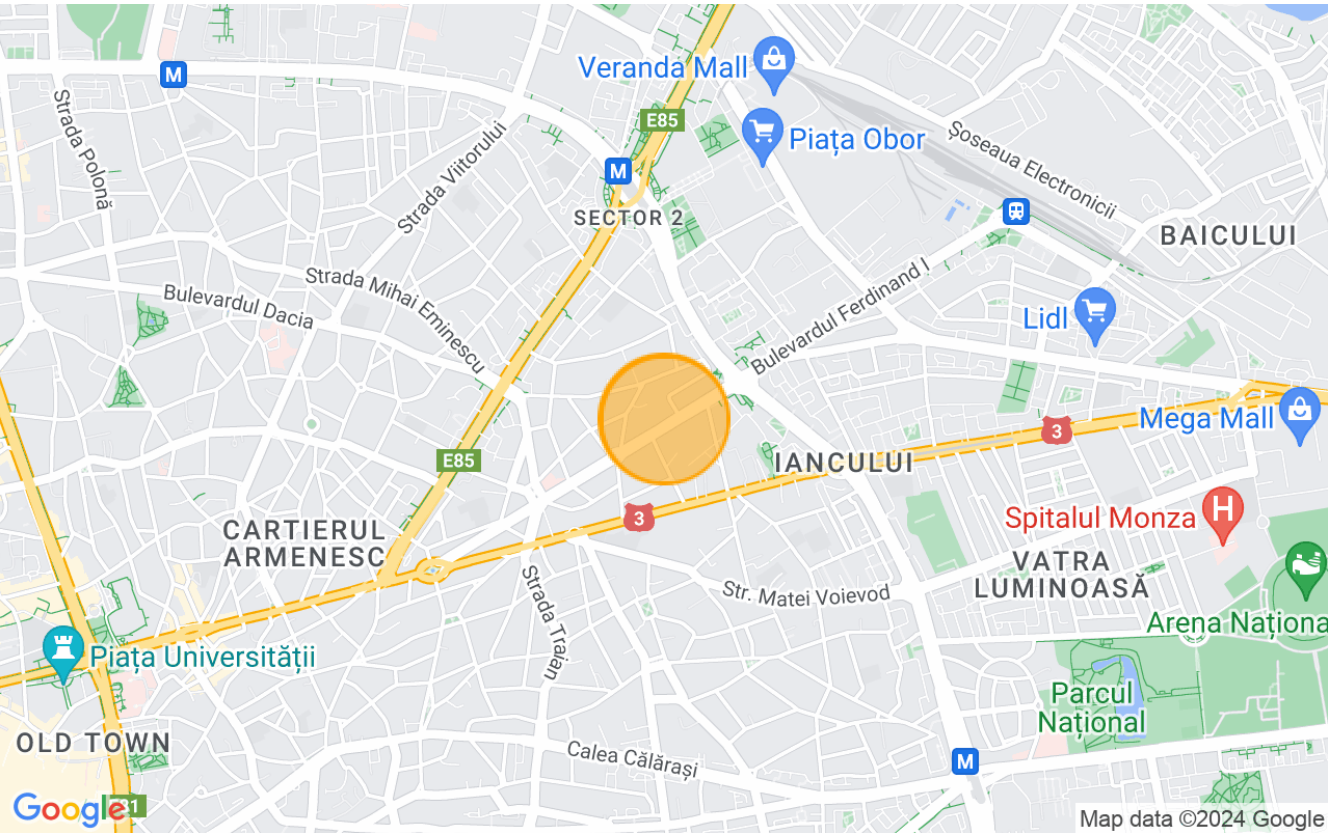 M
Veranda Mall
E85
Piața Obor
Strada Polonă
Strada Viitorului
Șoseaua Electronicii
M
SECTOR 2
BAICULUI
Strada Mihai Eminescu
Bulevardul Dacia
Bulevardul Ferdinand I
Lidl
Mega Mall
3
E85
IANCULUI
3
Spitalul Monza
H
CARTIERUL
ARMENESC
VATRA
LUMINOASĂ
Strada Traian
Str. Matei Voievod
Arena Naționa
Piața Universității
Parcul
Național
OLD TOWN
Calea Călărași
M
Google
81
Map data ©2024 Google